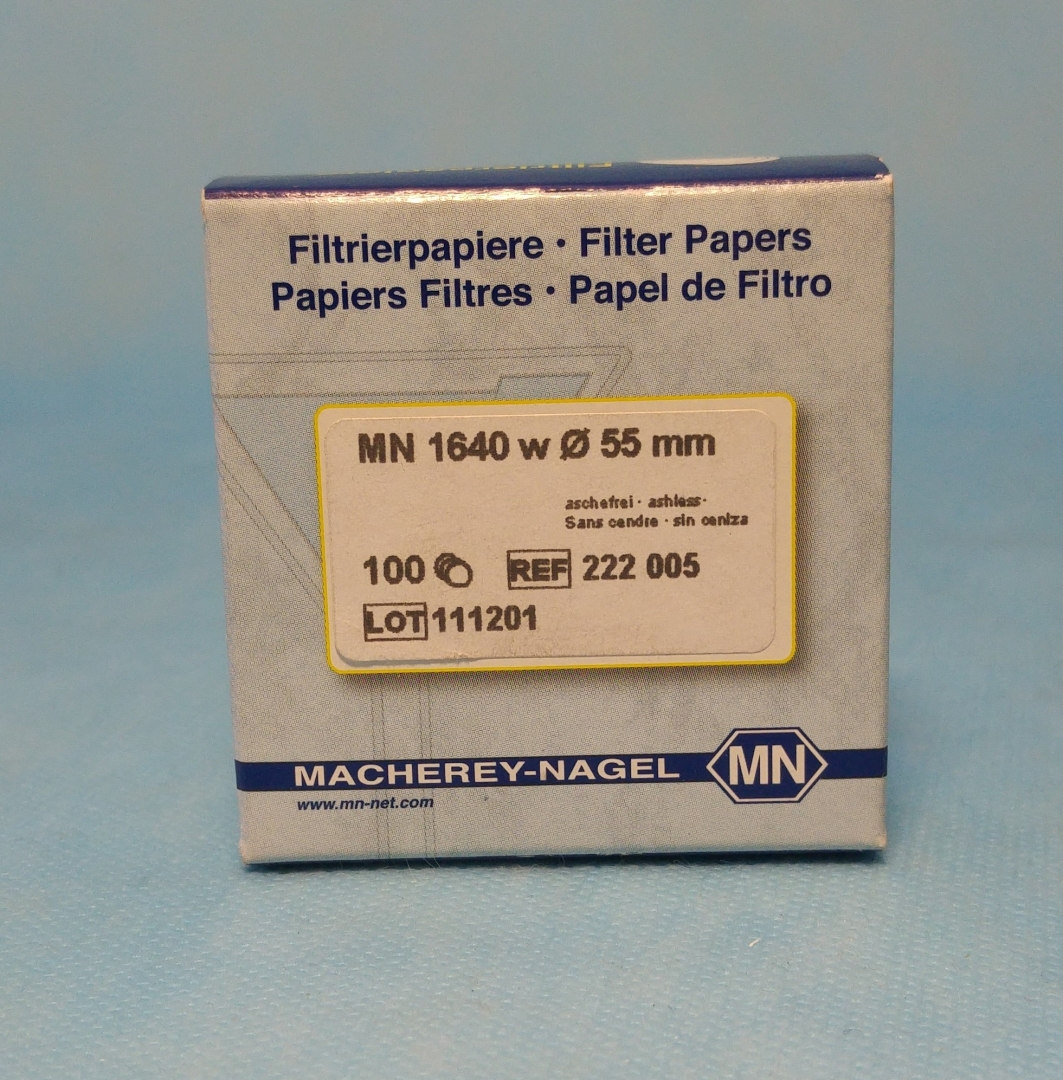 Filtrierpapiere • Filter Papers
Papiers Filtres • Papel de Filtro
MN 1640 w Ø 55 mm
aschefrei · ashless·
Sans cendre · sin ceniza
100 REF 222 005
LOT 111201
MACHEREY-NAGEL MN
www.mn-net.com